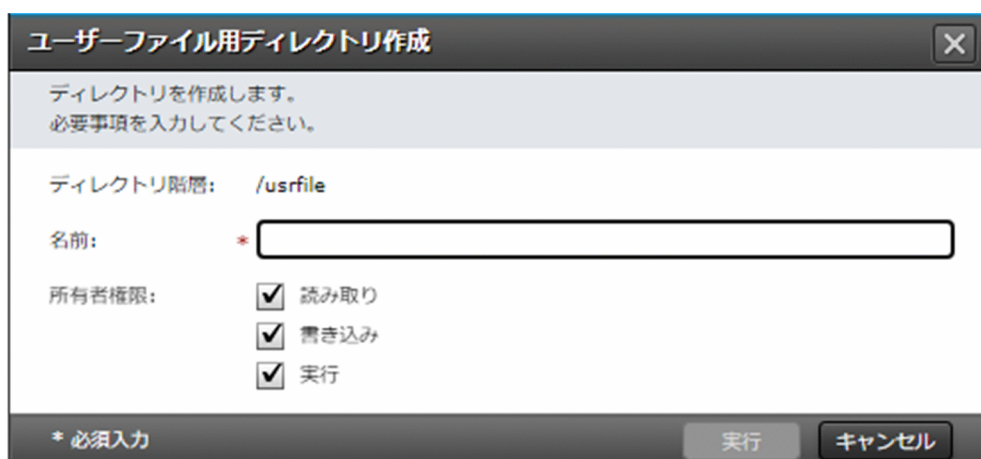 ユーザーファイル用ディレクトリ作成
ディレクトリを作成します。
必要事項を入力してください。
ディレクトリ階層: /usrfile
名前: *
所有者権限: 読み取り
書き込み
実行
* 必須入力 実行 キャンセル